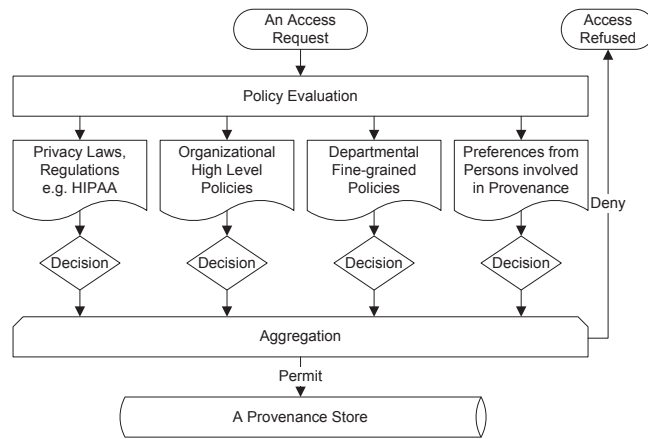 An Access
Request
Access
Refused
Policy Evaluation
Privacy Laws,
Regulations
e.g. HIPAA
Organizational
High Level
Policies
Departmental
Fine-grained
Policies
Preferences from
Persons involved
in Provenance
Deny
Decision
Decision
Decision
Decision
Aggregation
Permit
A Provenance Store